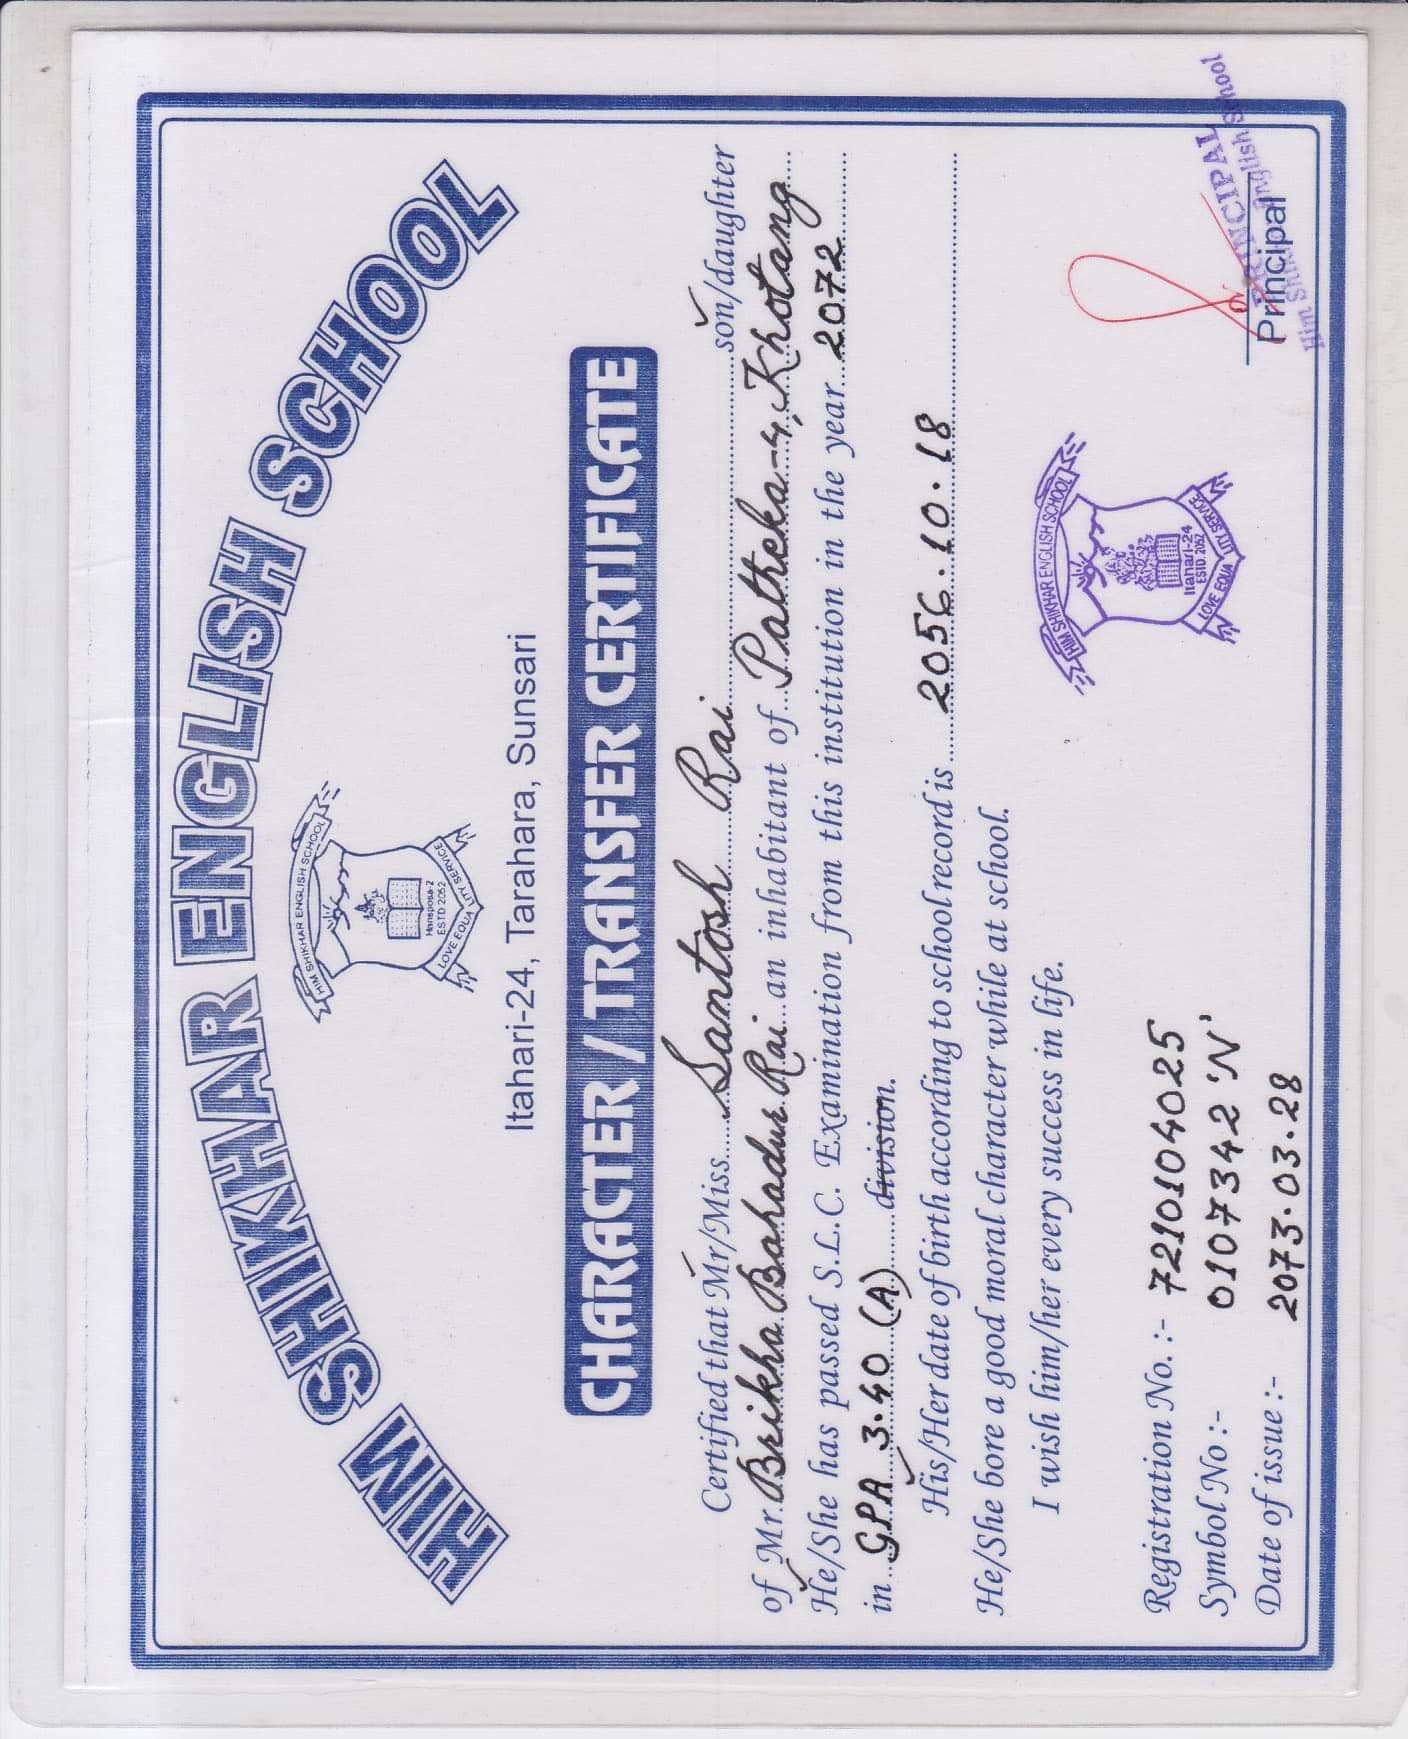 HIM SHIKHAR ENGLISH SCHOOL
HIM SHIKHAR ENGLISH SCHOOL
Hansposa-2
ESTD.2052
LOVE EQUALITY SERVICE
Itahari-24, Tarahara, Sunsari
CHARACTER / TRANSFER CERTIFICATE
Certified that Mr/Miss Santosh Rai son/daughter
of Mr. Brikha Bahadur Rai an inhabitant of Patheka-4, Khotang
He/She has passed S.L.C. Examination from this institution in the year 2072
in GPA 3.40 (A) division.
His/Her date of birth according to school record is 2056.10.18
He/She bore a good moral character while at school.
I wish him/her every success in life.
Registration No. :- 7210104025
Symbol No :- 0107342 'N'
Date of issue :- 2073.03.28
HIM SHIKHAR ENGLISH SCHOOL
Itahari-24
ESTD. 2052
LOVE EQUALITY SERVICE
PRINCIPAL
Him Shikhar English School
Principal